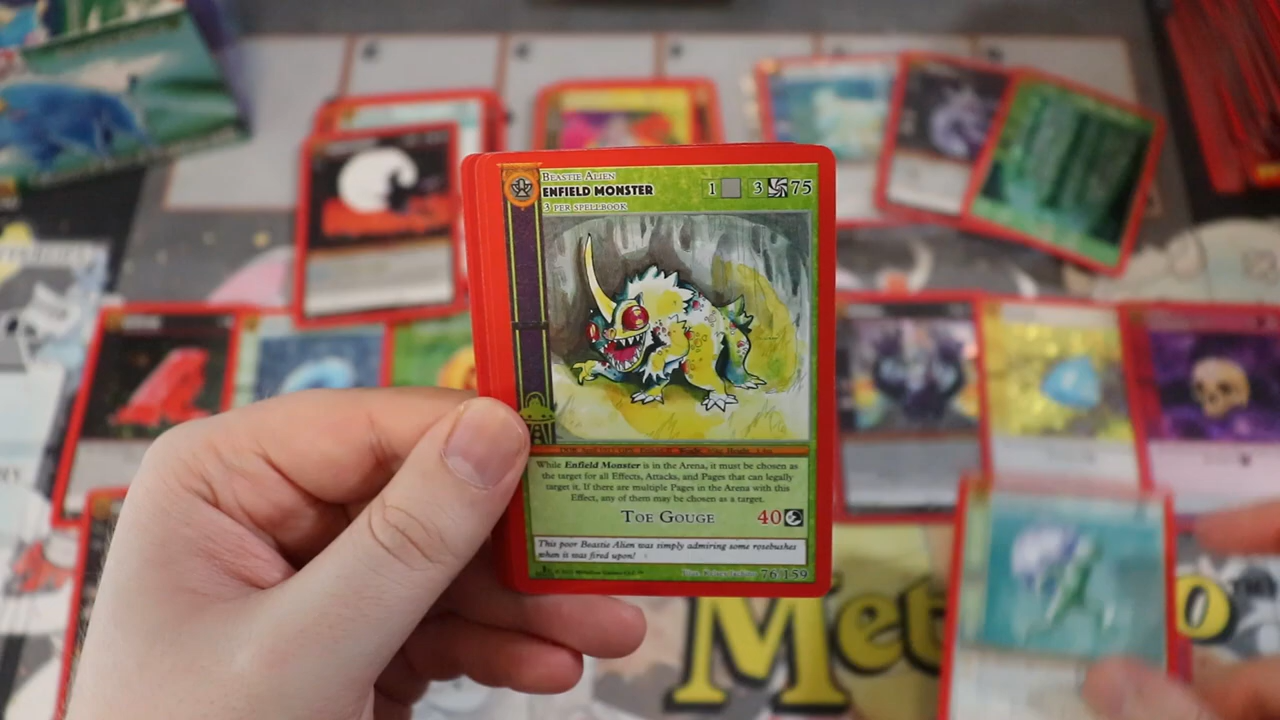 BEASTIE ALIEN
ENFIELD MONSTER
3 PER SPELLBOOK
1 3 75
While Enfield Monster is in the Arena, it must be chosen as
the target for all Effects, Attacks, and Pages that can legally
target it. If there are multiple Pages in the Arena with this
Effect, any of them may be chosen as a target.
TOE GOUGE 40
This poor Beastie Alien was simply admiring some rosebushes
when it was fired upon!
76/159
Met
o